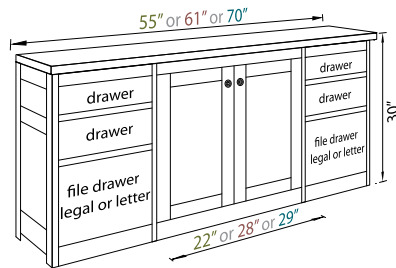 55" or 61" or 70"
drawer
drawer
file drawer
legal or letter
drawer
drawer
file drawer
legal or letter
30"
22" or 28" or 29"